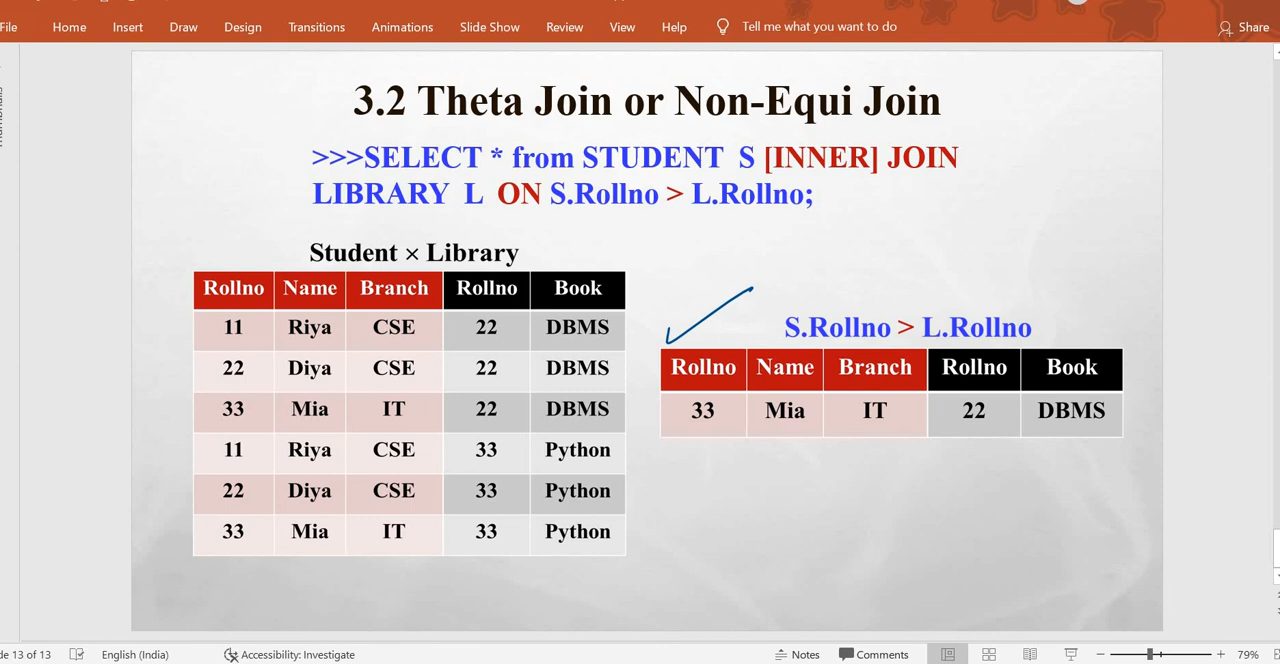 File Home Insert Draw Design Transitions Animations Slide Show Review View Help Tell me what you want to do Share
3.2 Theta Join or Non-Equi Join
>>>SELECT * from STUDENT S [INNER] JOIN
LIBRARY L ON S.Rollno > L.Rollno;
Student × Library
Rollno Name Branch Rollno Book
11 Riya CSE 22 DBMS
22 Diya CSE 22 DBMS
33 Mia IT 22 DBMS
11 Riya CSE 33 Python
22 Diya CSE 33 Python
33 Mia IT 33 Python
S.Rollno > L.Rollno
Rollno Name Branch Rollno Book
33 Mia IT 22 DBMS
de 13 of 13 English (India) Accessibility: Investigate Notes Comments 79%